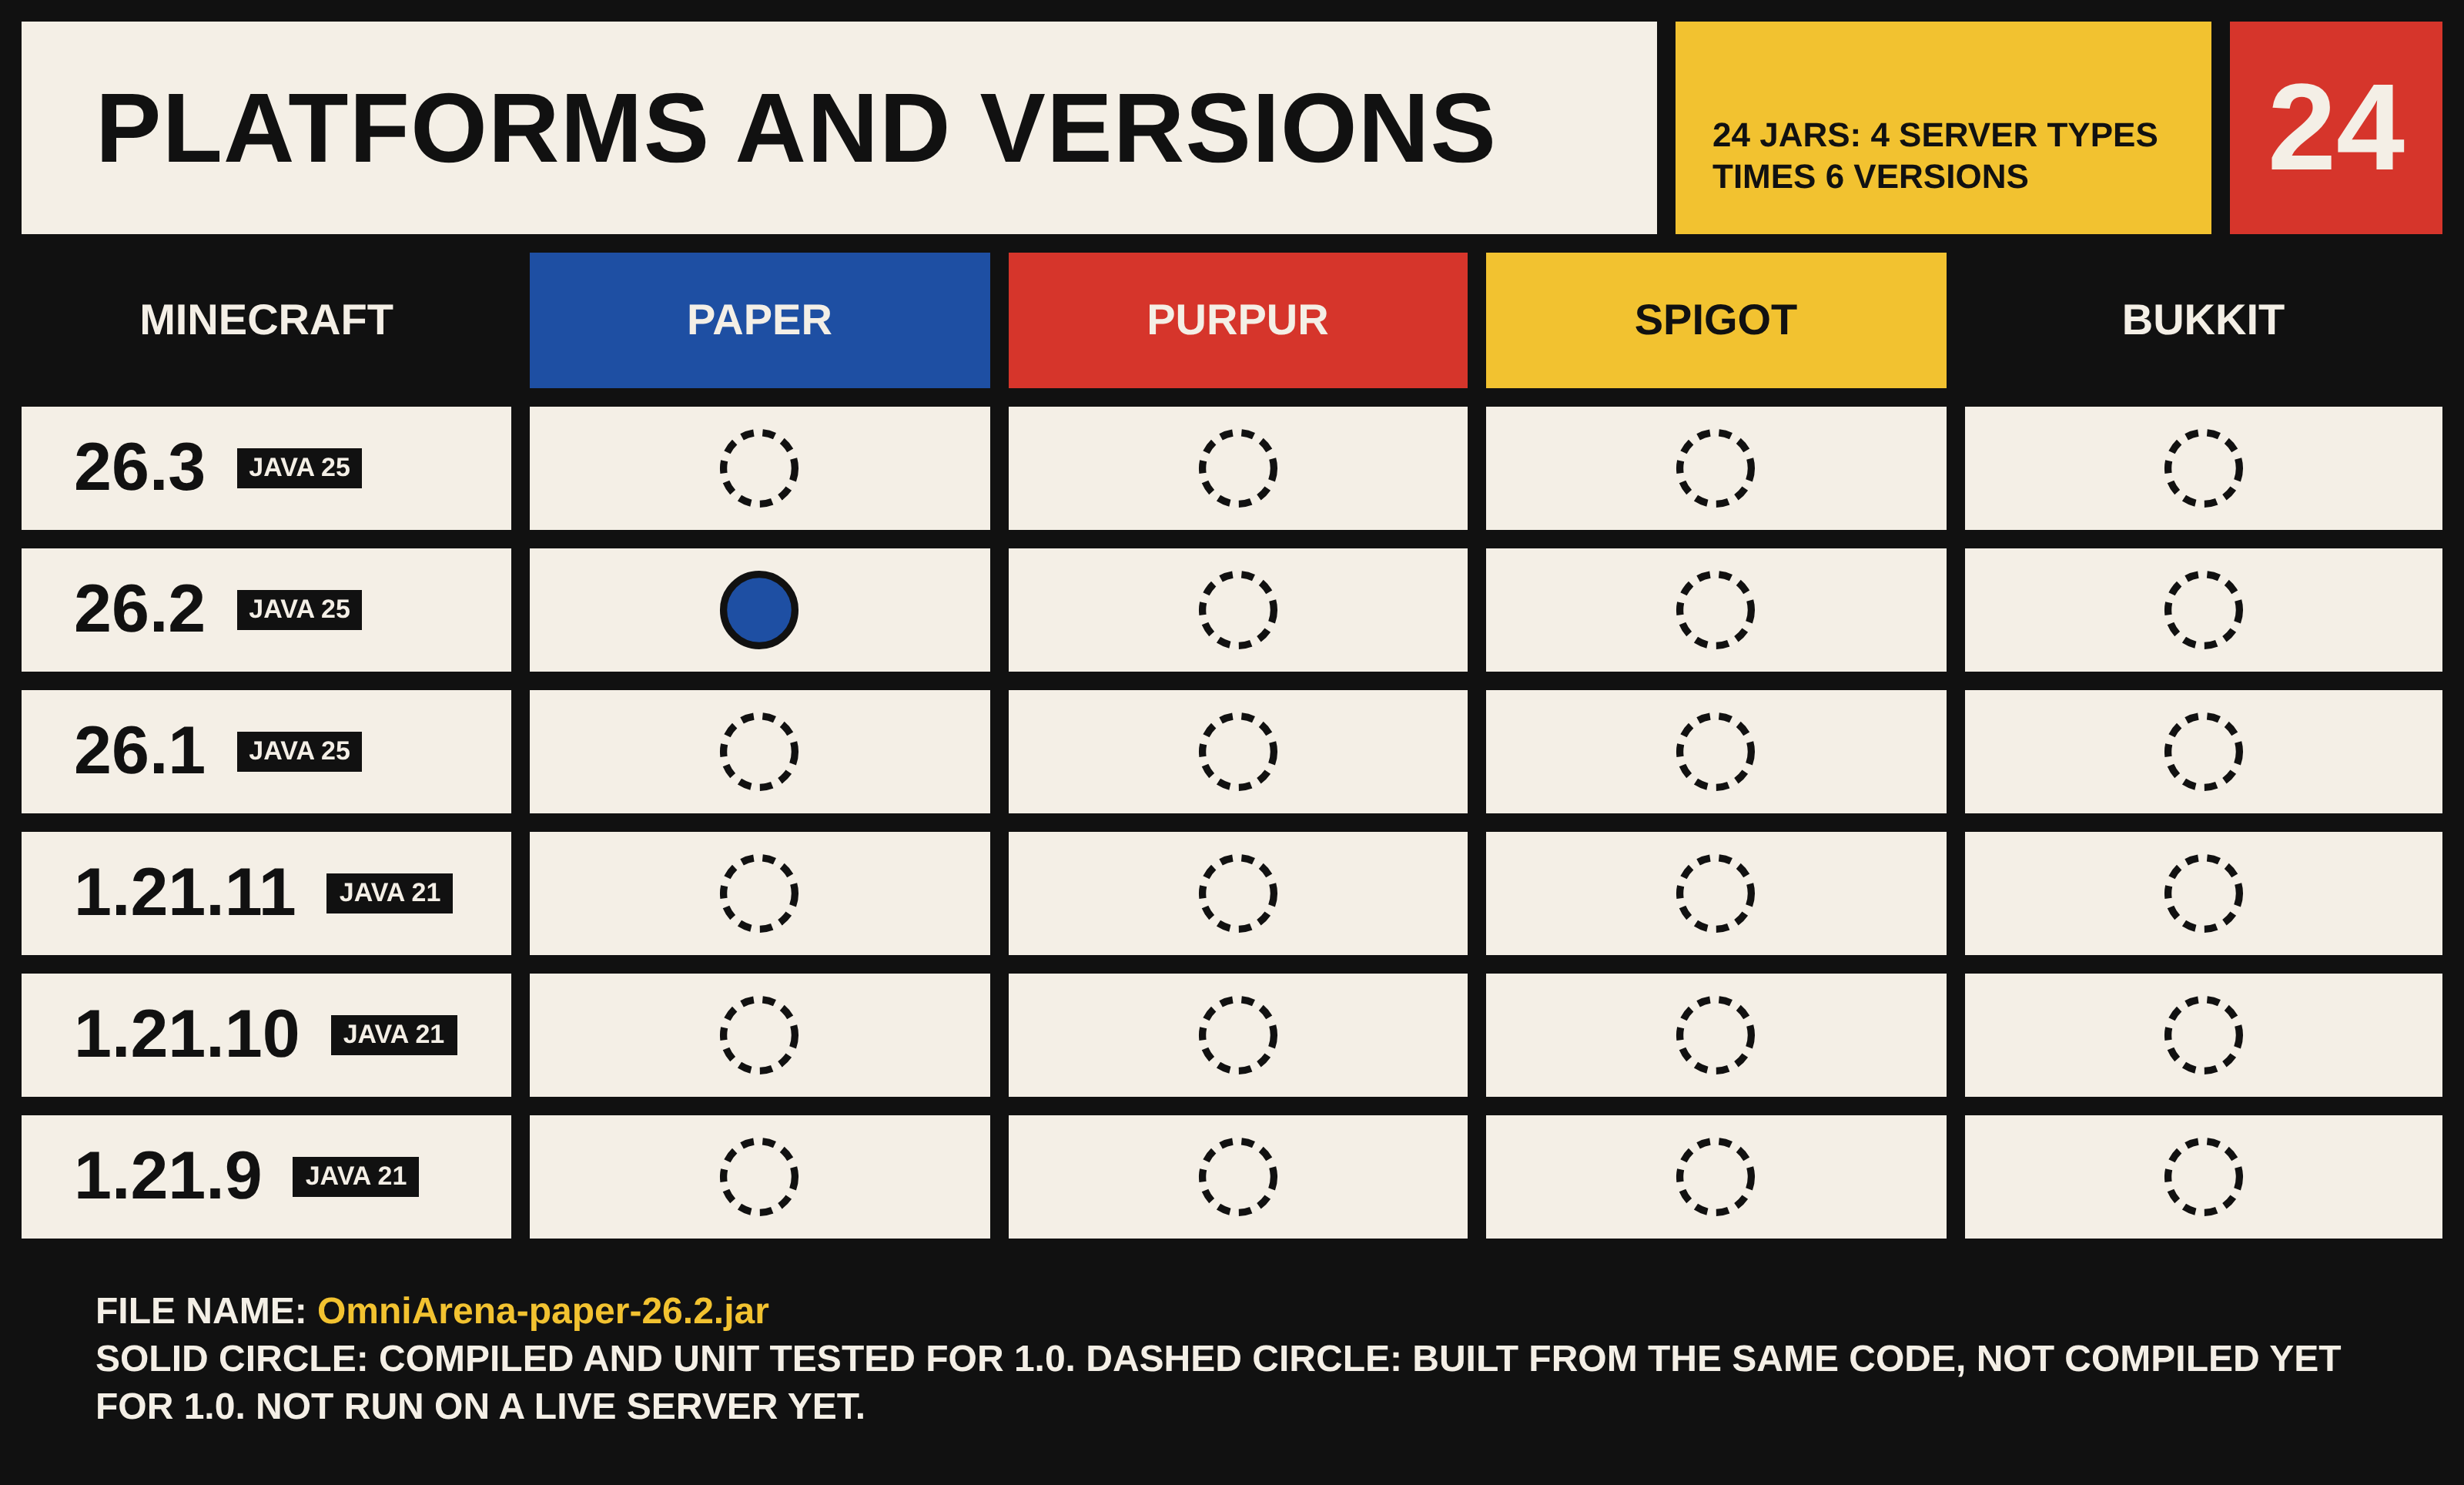 PLATFORMS AND VERSIONS
24 JARS: 4 SERVER TYPES
TIMES 6 VERSIONS
24
MINECRAFT PAPER PURPUR SPIGOT BUKKIT
26.3 JAVA 25
26.2 JAVA 25
26.1 JAVA 25
1.21.11 JAVA 21
1.21.10 JAVA 21
1.21.9 JAVA 21
FILE NAME: OmniArena-paper-26.2.jar
SOLID CIRCLE: COMPILED AND UNIT TESTED FOR 1.0. DASHED CIRCLE: BUILT FROM THE SAME CODE, NOT COMPILED YET
FOR 1.0. NOT RUN ON A LIVE SERVER YET.